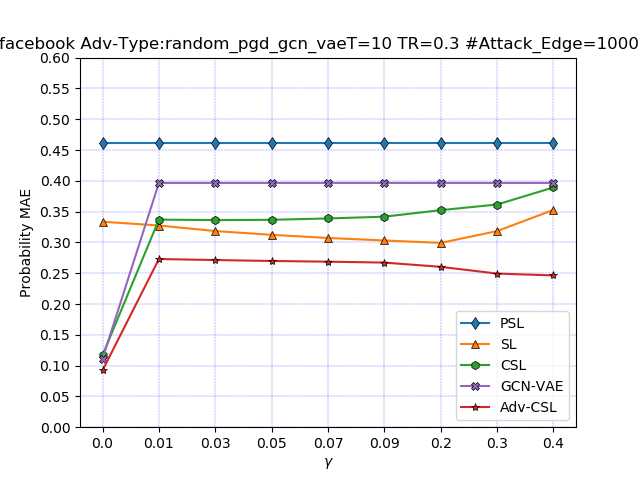 facebook Adv-Type:random_pgd_gcn_vaeT=10 TR=0.3 #Attack_Edge=1000
0.60
0.55
0.50
0.45
0.40
0.35
0.30
0.25
0.20
0.15
0.10
0.05
0.00
Probability MAE
PSL
SL
CSL
GCN-VAE
Adv-CSL
0.0 0.01 0.03 0.05 0.07 0.09 0.2 0.3 0.4
γ